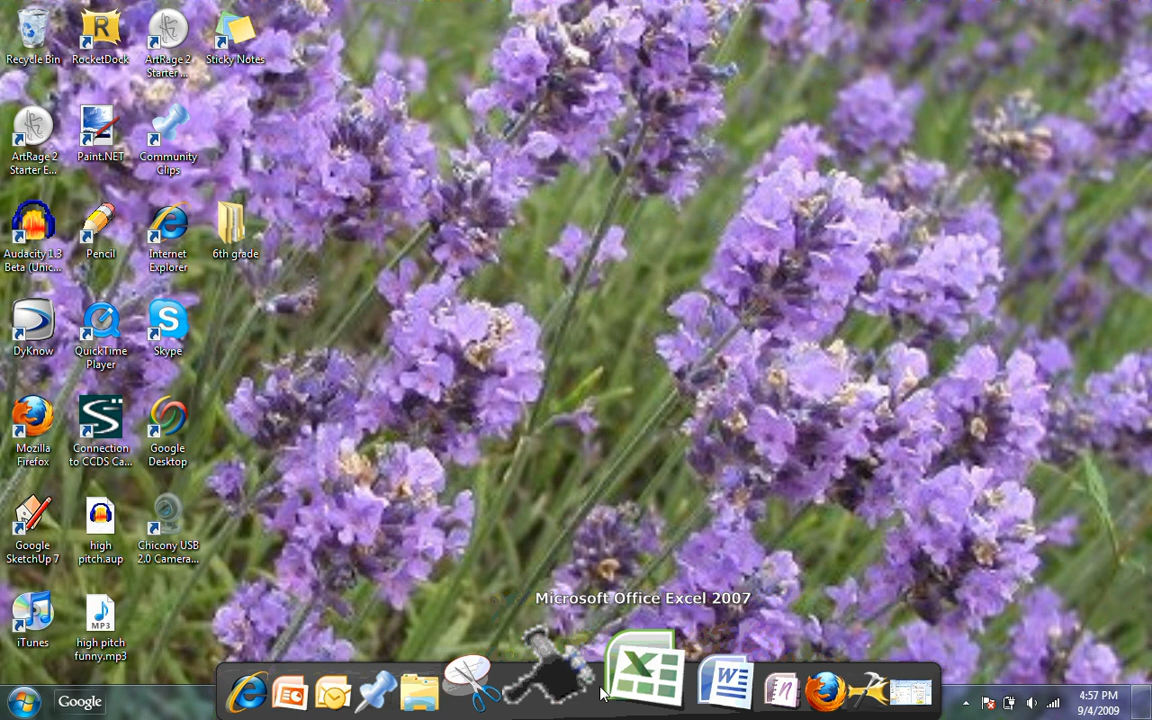 Recycle Bin
RocketDock
ArtRage 2
Starter ...
Sticky Notes
ArtRage 2
Starter E...
Paint.NET
Community
Clips
Audacity 1.3
Beta (Unic...
Pencil
Internet
Explorer
6th grade
DyKnow
QuickTime
Player
Skype
Mozilla
Firefox
Connection
to CCDS Ca...
Google
Desktop
Google
SketchUp 7
high
pitch.aup
Chicony USB
2.0 Camera...
iTunes
MP3
high pitch
funny.mp3
Microsoft Office Excel 2007
Google
4:57 PM
9/4/2009